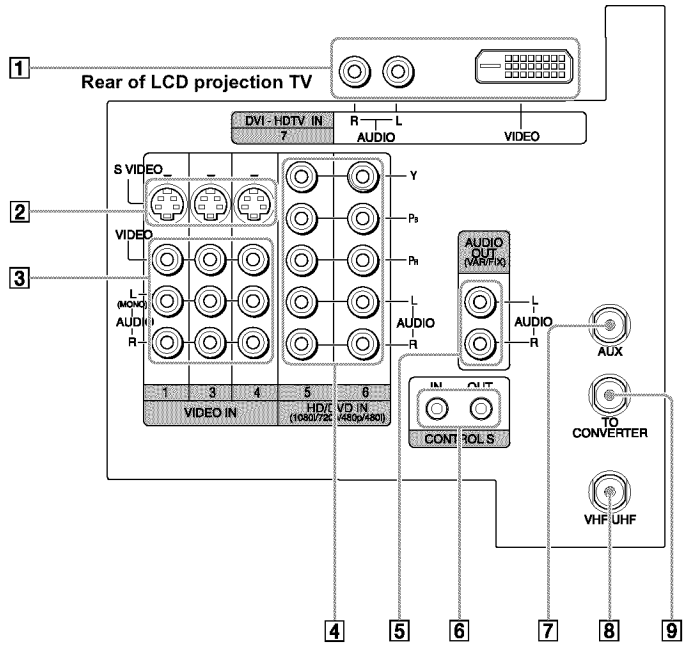 1
Rear of LCD projection TV
DVI - HDTV IN
7
R L
AUDIO
VIDEO
S VIDEO
2
VIDEO
3
L
(MONO)
AUDIO
R
Y
PB
PR
L
AUDIO
R
AUDIO
OUT
(VAR/FIX)
L
AUDIO
R
AUX
1 3 4 5 6
VIDEO IN
HD/DVD IN
(1080i/720p/480p/480i)
IN OUT
CONTROL S
TO
CONVERTER
VHF/UHF
4 5 6 7 8 9